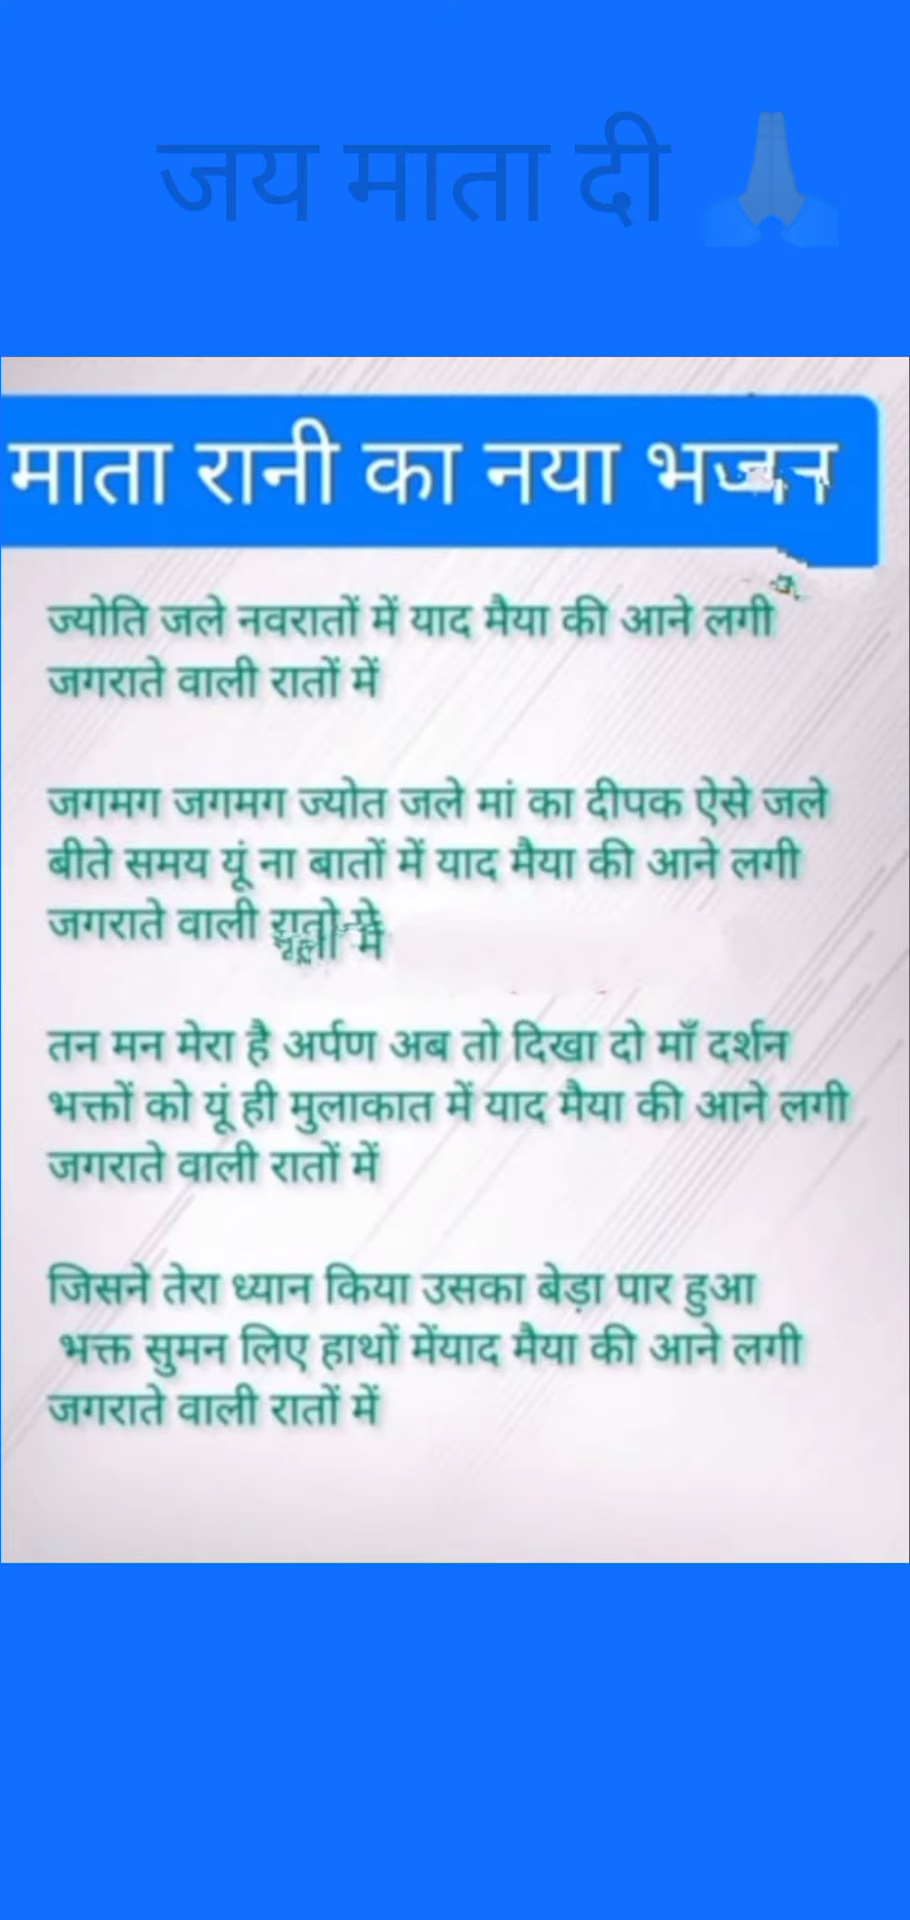 जय माता दी 🙏
माता रानी का नया भजन
ज्योति जले नवरातों में याद मैया की आने लगी
जगराते वाली रातों में
जगमग जगमग ज्योत जले मां का दीपक ऐसे जले
बीते समय यूं ना बातों में याद मैया की आने लगी
जगराते वाली
तन मन मेरा है अर्पण अब तो दिखा दो माँ दर्शन
भक्तों को यूं ही मुलाकात में याद मैया की आने लगी
जगराते वाली रातों में
जिसने तेरा ध्यान किया उसका बेड़ा पार हुआ
भक्त सुमन लिए हाथों मेंयाद मैया की आने लगी
जगराते वाली रातों में